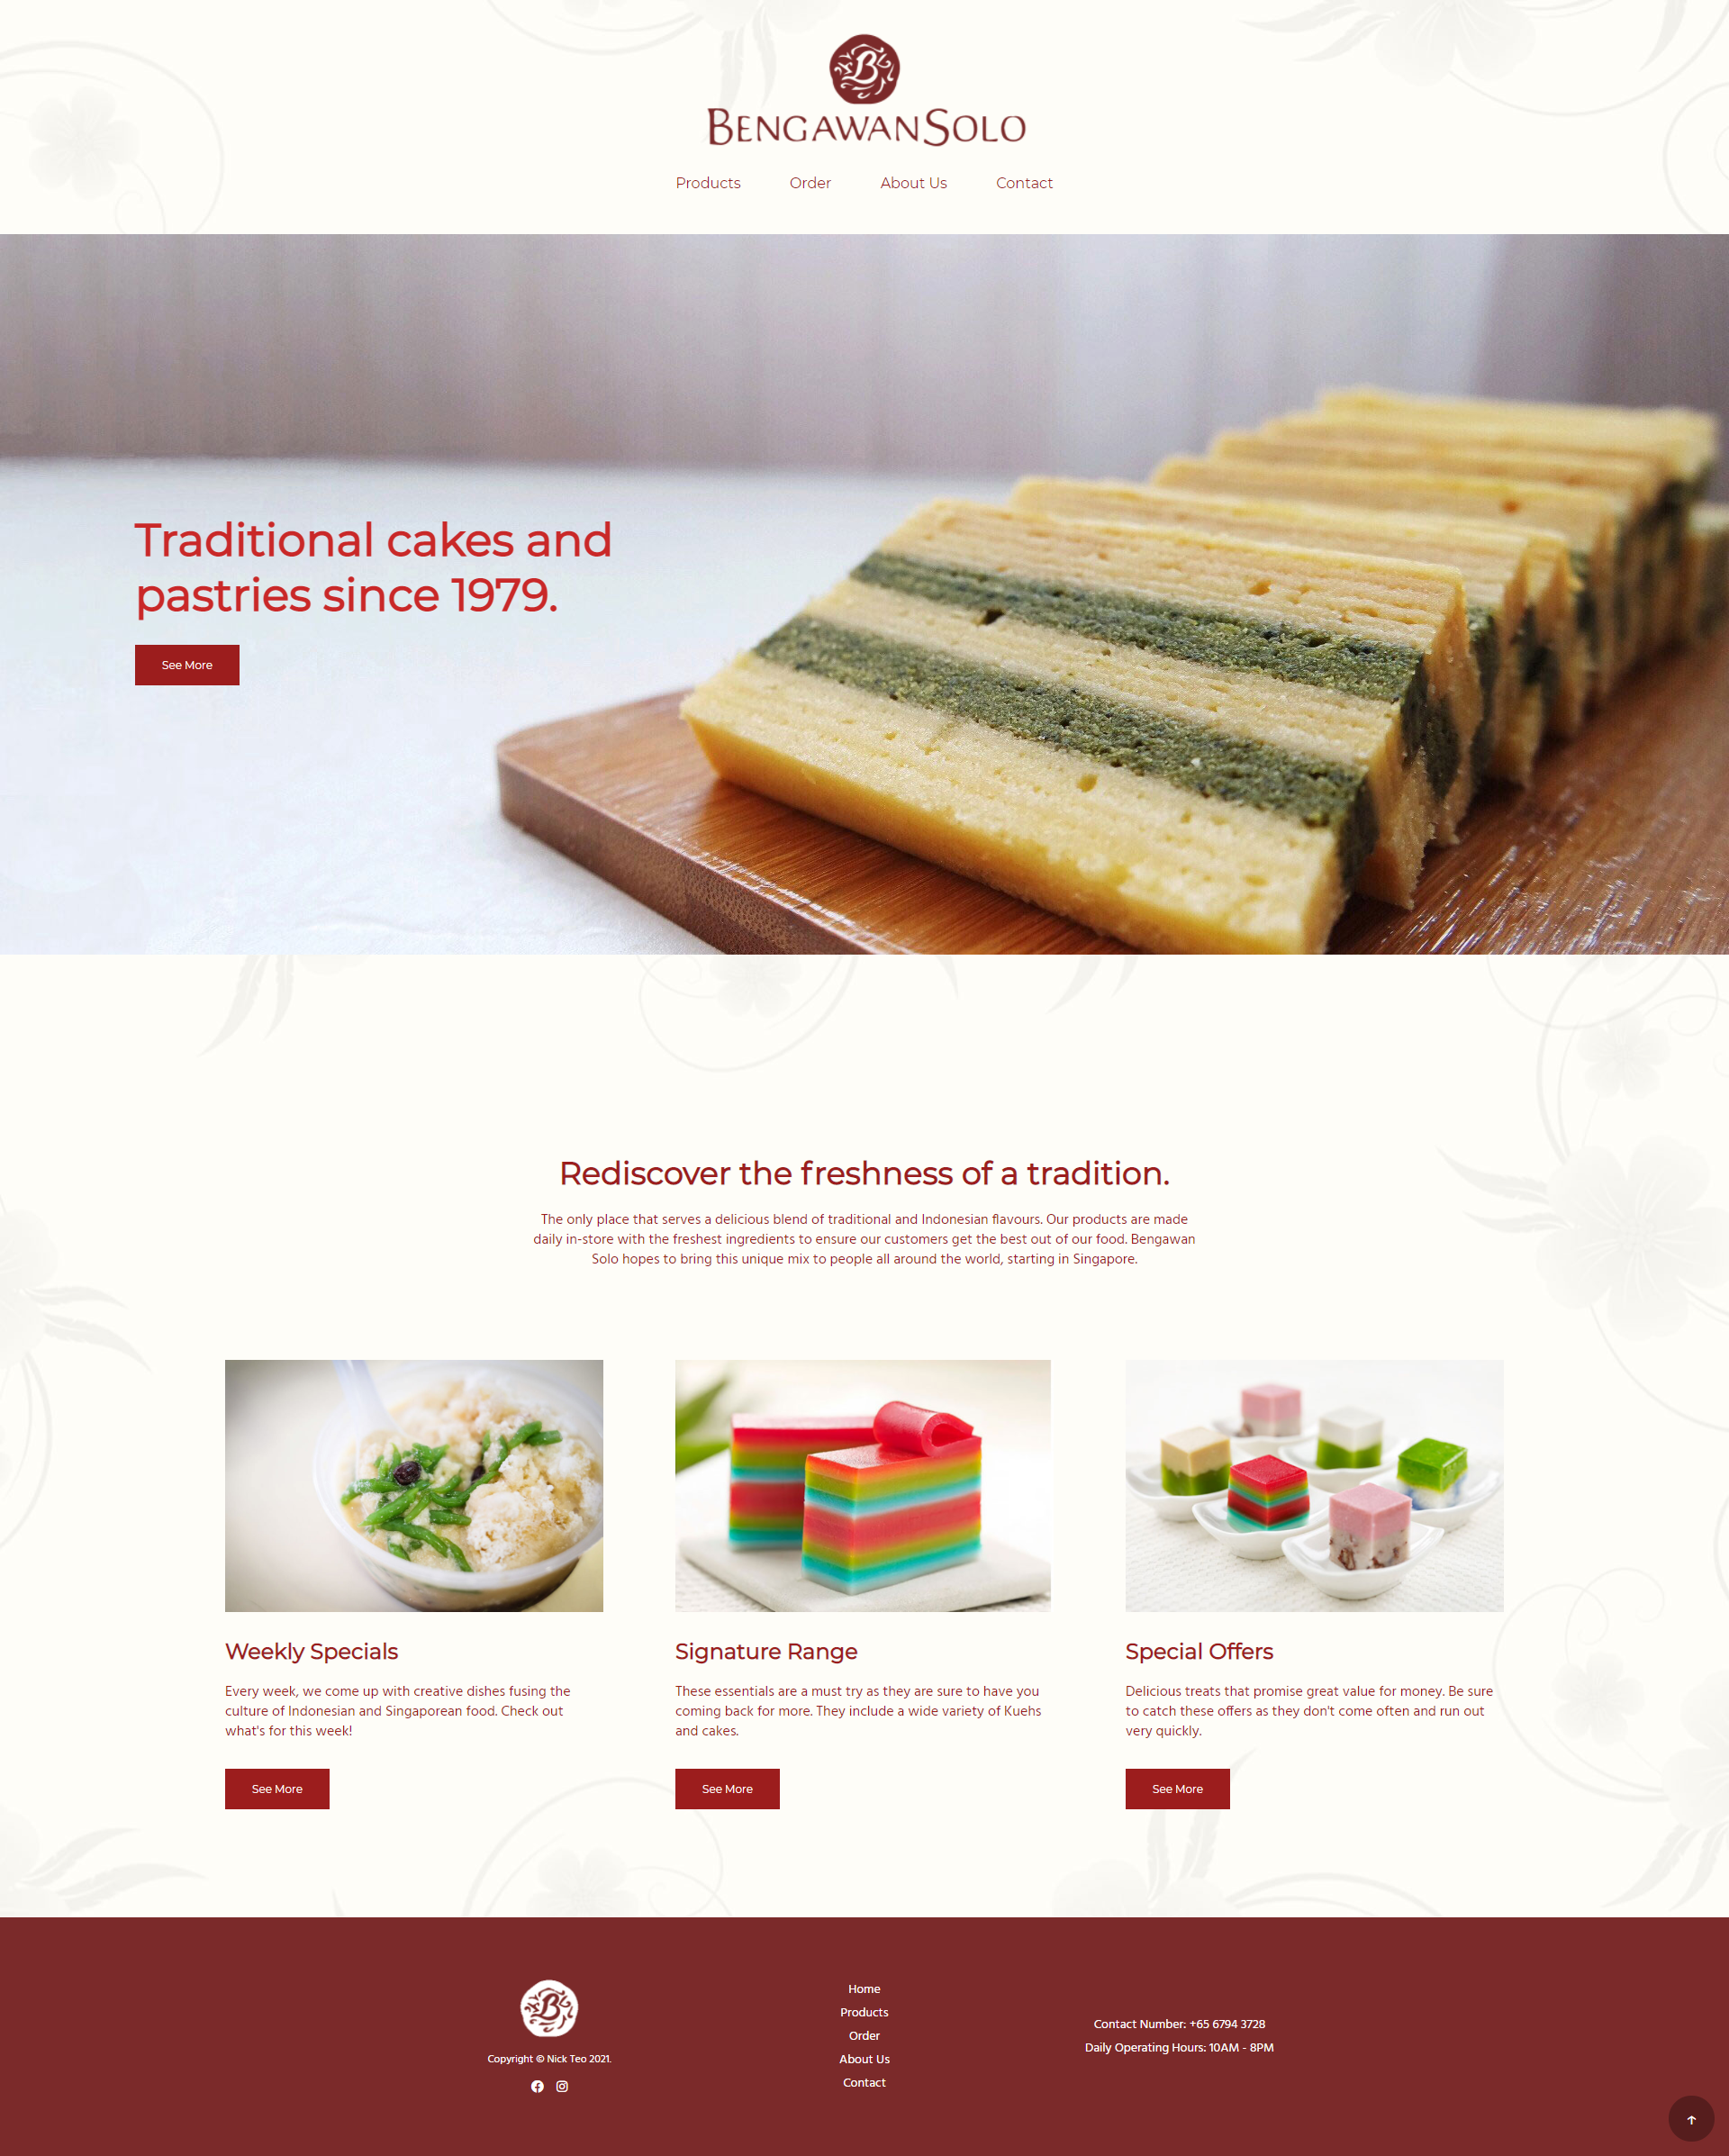 B
BENGAWAN SOLO
Products Order About Us Contact
Traditional cakes and
pastries since 1979.
See More
Rediscover the freshness of a tradition.
The only place that serves a delicious blend of traditional and Indonesian flavours. Our products are made
daily in-store with the freshest ingredients to ensure our customers get the best out of our food. Bengawan
Solo hopes to bring this unique mix to people all around the world, starting in Singapore.
Weekly Specials
Every week, we come up with creative dishes fusing the
culture of Indonesian and Singaporean food. Check out
what's for this week!
See More
Signature Range
These essentials are a must try as they are sure to have you
coming back for more. They include a wide variety of Kuehs
and cakes.
See More
Special Offers
Delicious treats that promise great value for money. Be sure
to catch these offers as they don't come often and run out
very quickly.
See More
B
Copyright © Nick Teo 2021.
Home
Products
Order
About Us
Contact
Contact Number: +65 6794 3728
Daily Operating Hours: 10AM - 8PM